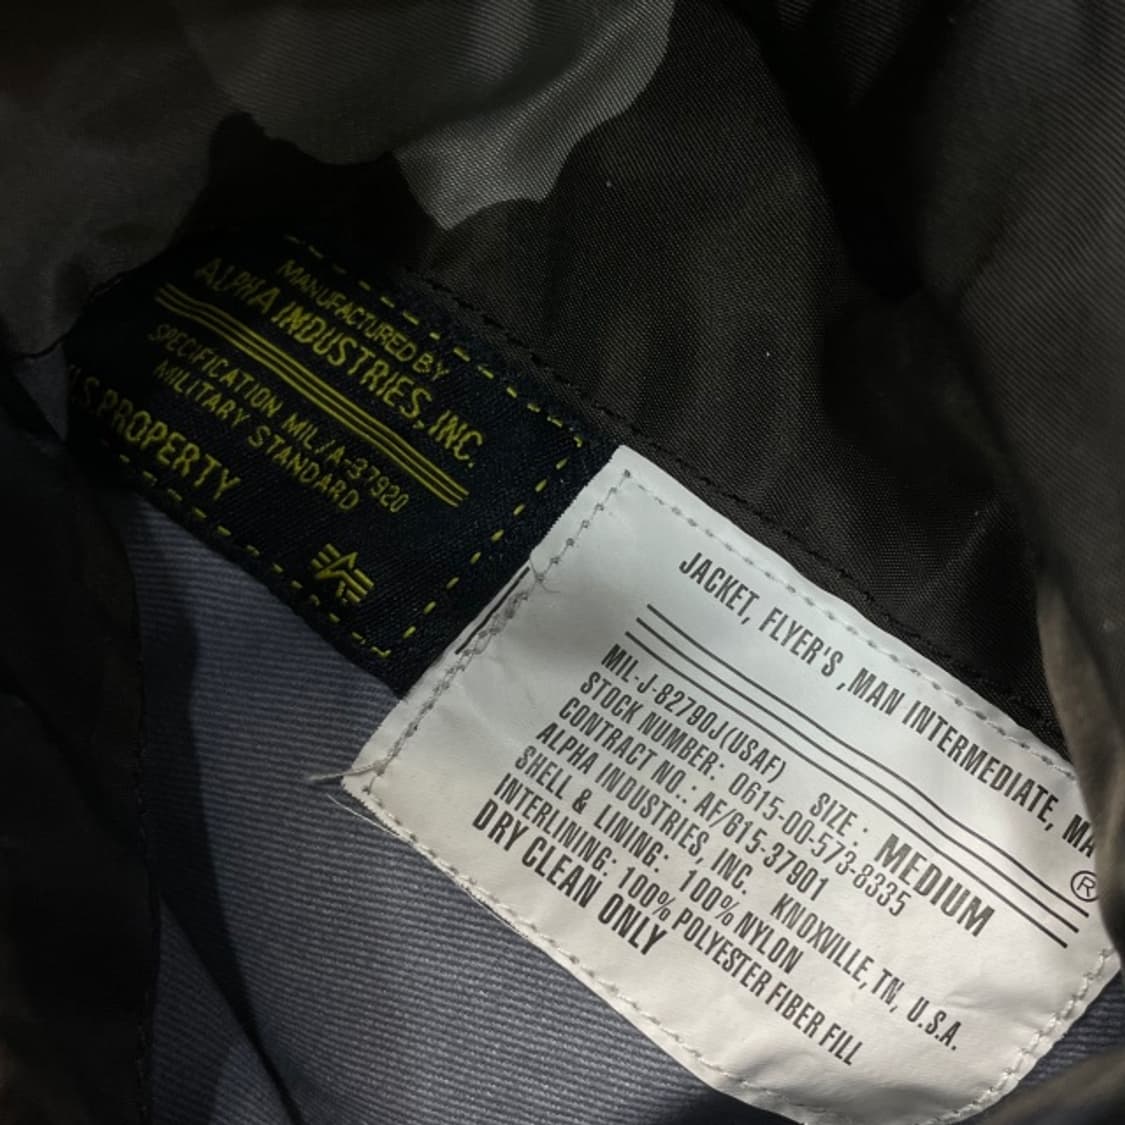 MANUFACTURED BY
ALPHA INDUSTRIES, INC.
SPECIFICATION MIL/A-37920
MILITARY STANDARD
U.S. PROPERTY
JACKET, FLYER'S, MAN INTERMEDIATE, MA
®
SIZE: MEDIUM
MIL-J-82790J(USAF)
STOCK NUMBER: 0615-00-573-8335
CONTRACT NO.: AF/615-37901
ALPHA INDUSTRIES, INC. KNOXVILLE, TN, U.S.A.
SHELL & LINING: 100% NYLON
INTERLINING: 100% POLYESTER FIBER FILL
DRY CLEAN ONLY